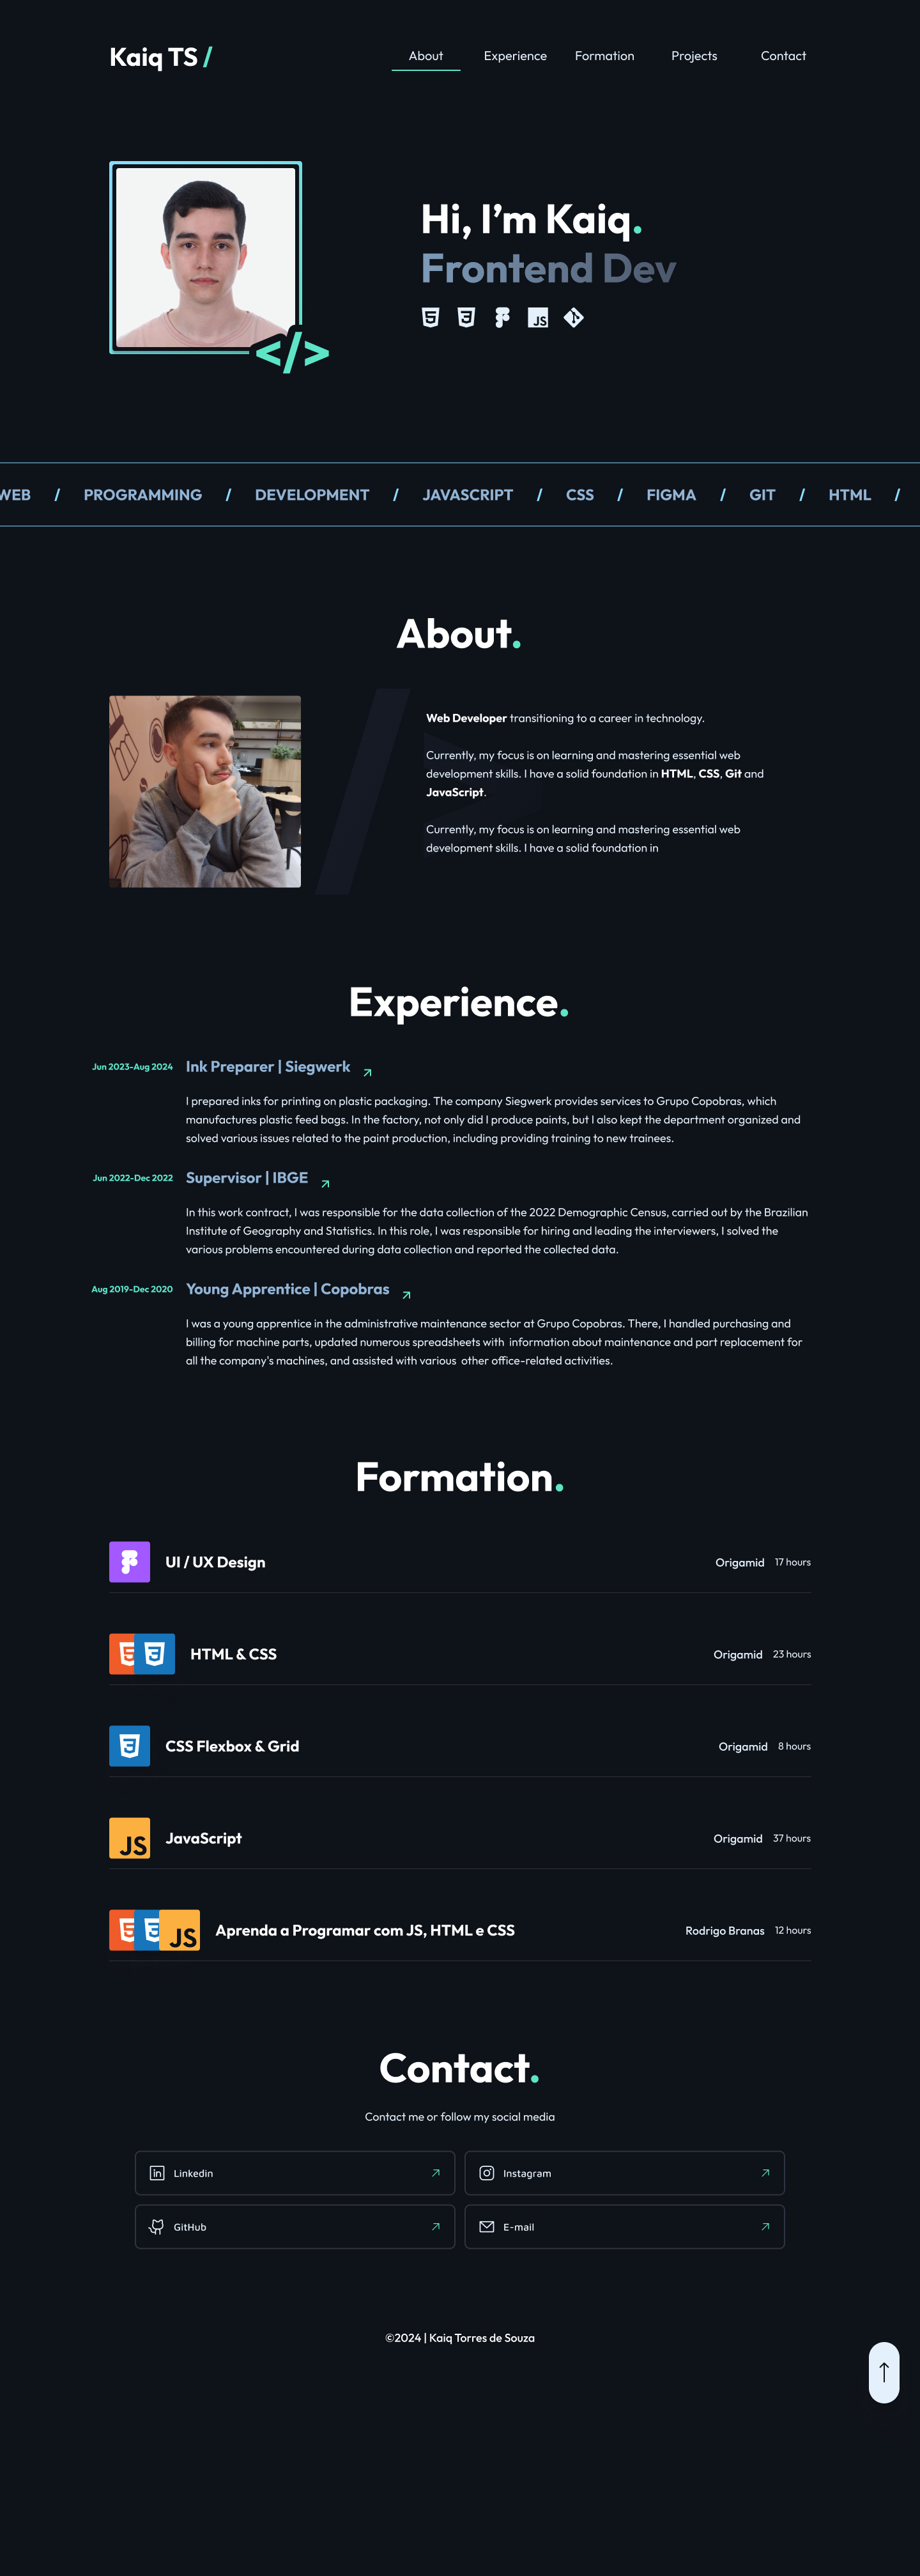 Kaiq TS /
About Experience Formation Projects Contact
Hi, I’m Kaiq.
Frontend Dev
JS
</>
WEB / PROGRAMMING / DEVELOPMENT / JAVASCRIPT / CSS / FIGMA / GIT / HTML /
About.
Web Developer transitioning to a career in technology.
Currently, my focus is on learning and mastering essential web
development skills. I have a solid foundation in HTML, CSS, Git and
JavaScript.
Currently, my focus is on learning and mastering essential web
development skills. I have a solid foundation in
Experience.
Jun 2023-Aug 2024
Ink Preparer | Siegwerk
I prepared inks for printing on plastic packaging. The company Siegwerk provides services to Grupo Copobras, which
manufactures plastic feed bags. In the factory, not only did I produce paints, but I also kept the department organized and
solved various issues related to the paint production, including providing training to new trainees.
Jun 2022-Dec 2022
Supervisor | IBGE
In this work contract, I was responsible for the data collection of the 2022 Demographic Census, carried out by the Brazilian
Institute of Geography and Statistics. In this role, I was responsible for hiring and leading the interviewers, I solved the
various problems encountered during data collection and reported the collected data.
Aug 2019-Dec 2020
Young Apprentice | Copobras
I was a young apprentice in the administrative maintenance sector at Grupo Copobras. There, I handled purchasing and
billing for machine parts, updated numerous spreadsheets with information about maintenance and part replacement for
all the company's machines, and assisted with various other office-related activities.
Formation.
UI / UX Design
Origamid 17 hours
HTML & CSS
Origamid 23 hours
CSS Flexbox & Grid
Origamid 8 hours
JS
JavaScript
Origamid 37 hours
JS
Aprenda a Programar com JS, HTML e CSS
Rodrigo Branas 12 hours
Contact.
Contact me or follow my social media
Linkedin
Instagram
GitHub
E-mail
©2024 | Kaiq Torres de Souza